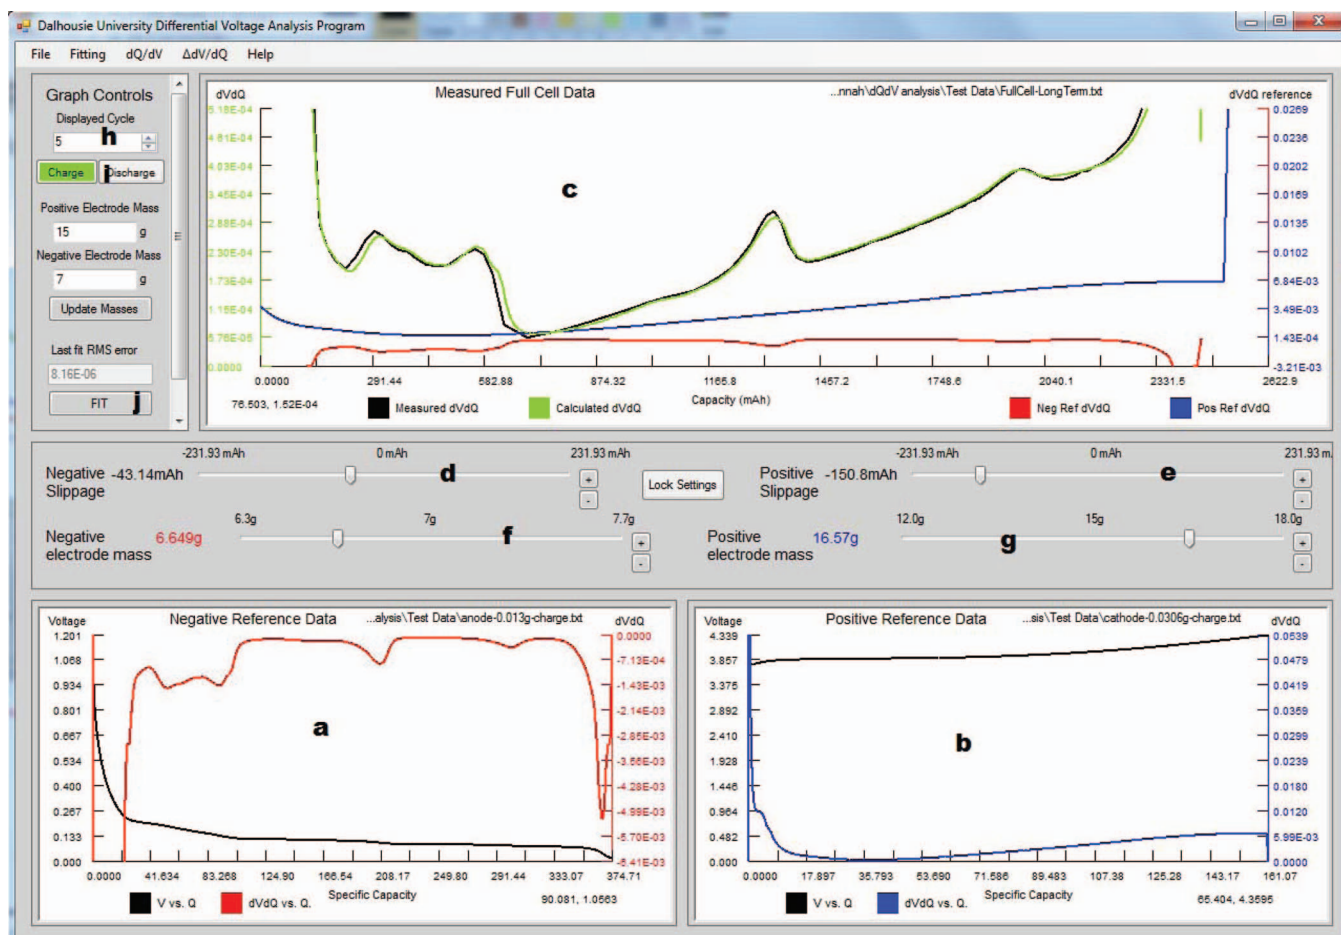 Dalhousie University Differential Voltage Analysis Program
File Fitting dQ/dV ΔdV/dQ Help
Graph Controls
Displayed Cycle
5
h
Charge
i
Discharge
Positive Electrode Mass
15 g
Negative Electrode Mass
7 g
Update Masses
Last fit RMS error
8.16E-06
FIT
j
dVdQ Measured Full Cell Data ...nnah\dQdV analysis\Test Data\FullCell-LongTerm.txt dVdQ reference
5.18E-04 0.0269
4.61E-04 0.0236
4.03E-04 0.0202
c
3.45E-04 0.0169
2.88E-04 0.0135
2.30E-04 0.0102
1.73E-04 6.84E-03
1.15E-04 3.49E-03
5.76E-05 1.43E-04
0.0000 -3.21E-03
0.0000 291.44 582.88 874.32 1165.8 1457.2 1748.6 2040.1 2331.5 2622.9
76.503, 1.52E-04 Measured dVdQ Calculated dVdQ Capacity (mAh) Neg Ref dVdQ Pos Ref dVdQ
-231.93 mAh 0 mAh 231.93 mAh
Negative Slippage -43.14mAh d + -
Lock Settings
-231.93 mAh 0 mAh 231.93 m.
Positive Slippage -150.8mAh e + -
6.3g 7g 7.7g
Negative electrode mass 6.649g f + -
12.0g 15g 18.0g
Positive electrode mass 16.57g g + -
Voltage Negative Reference Data ...alysis\Test Data\anode-0.013g-charge.txt dVdQ
1.201 0.0000
1.068 -7.13E-04
0.934 -1.43E-03
0.801 -2.14E-03
a
0.667 -2.85E-03
0.534 -3.56E-03
0.400 -4.28E-03
0.267 -4.99E-03
0.133 -5.70E-03
0.000 -6.41E-03
0.0000 41.634 83.268 124.90 166.54 208.17 249.80 291.44 333.07 374.71
V vs. Q dVdQ vs. Q. Specific Capacity 90.081, 1.0563
Voltage Positive Reference Data ...sis\Test Data\cathode-0.0306g-charge.txt dVdQ
4.339 0.0539
3.857 0.0479
3.375 0.0419
2.892 0.0359
2.410 0.0299
b
1.928 0.0239
1.446 0.0180
0.964 0.0120
0.482 5.99E-03
0.000 0.0000
0.0000 17.897 35.793 53.690 71.586 89.483 107.38 125.28 143.17 161.07
V vs. Q dVdQ vs. Q. Specific Capacity 65.404, 4.3595